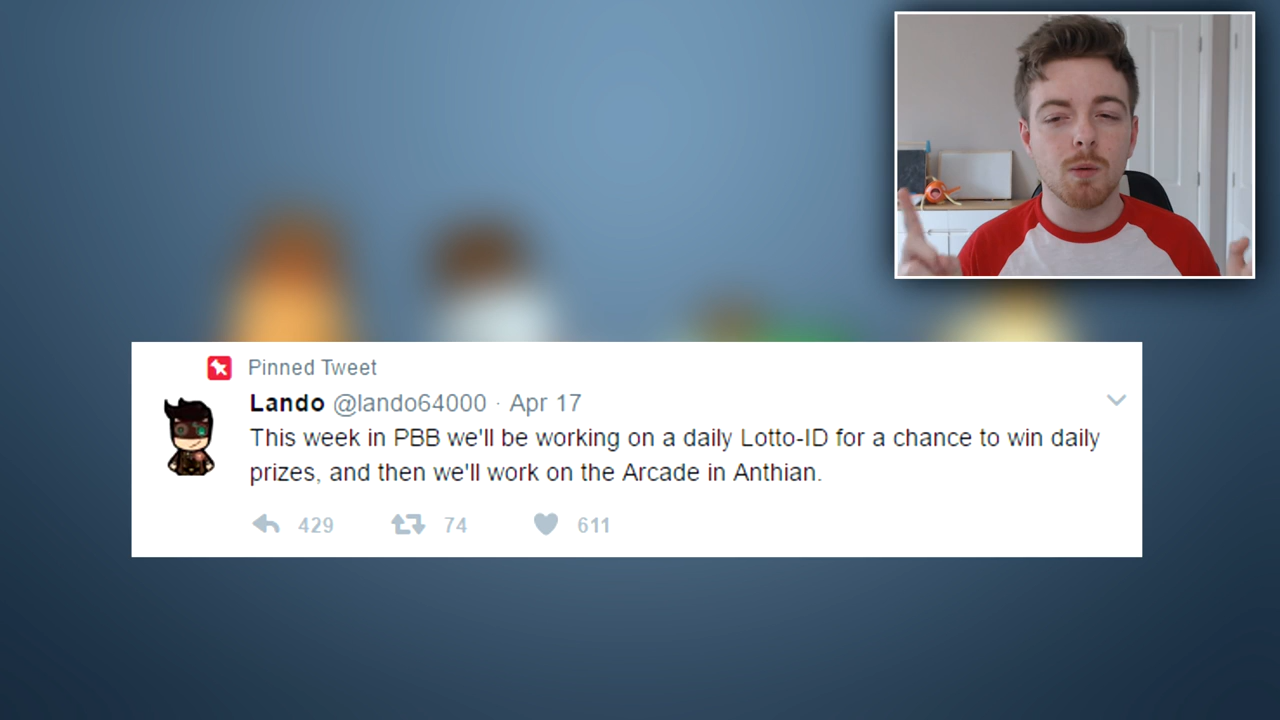 Pinned Tweet
Lando @lando64000 · Apr 17
This week in PBB we'll be working on a daily Lotto-ID for a chance to win daily
prizes, and then we'll work on the Arcade in Anthian.
429 74 611